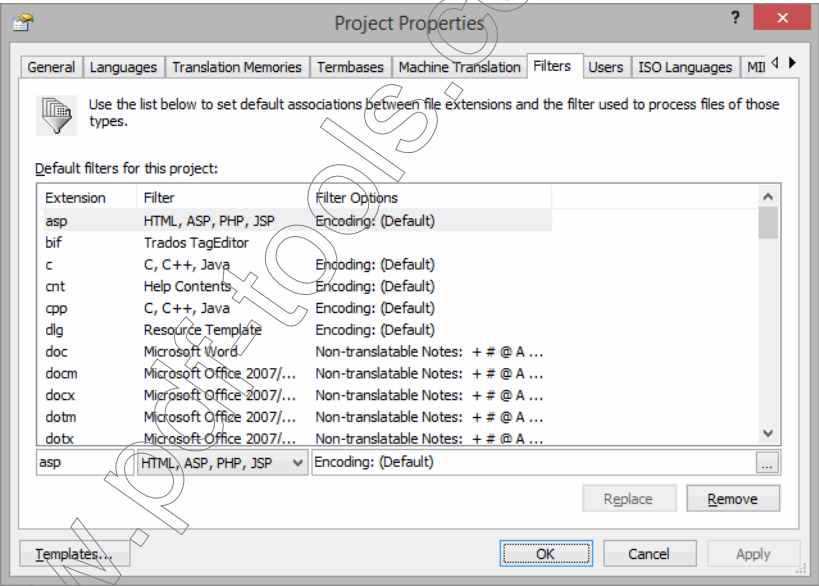 Project Properties
?
General Languages Translation Memories Termbases Machine Translation Filters Users ISO Languages
Use the list below to set default associations between file extensions and the filter used to process files of those
types.
Default filters for this project:
Extension Filter Filter Options
asp HTML, ASP, PHP, JSP Encoding: (Default)
bif Trados TagEditor
c C, C++, Java Encoding: (Default)
cnt Help Contents Encoding: (Default)
cpp C, C++, Java Encoding: (Default)
dlg Resource Template Encoding: (Default)
doc Microsoft Word Non-translatable Notes: + # @ A ...
docm Microsoft Office 2007/... Non-translatable Notes: + # @ A ...
docx Microsoft Office 2007/... Non-translatable Notes: + # @ A ...
dotm Microsoft Office 2007/... Non-translatable Notes: + # @ A ...
dotx Microsoft Office 2007/... Non-translatable Notes: + # @ A ...
asp HTML, ASP, PHP, JSP Encoding: (Default) ...
Replace Remove
Templates... OK Cancel Apply
.pdf-tools.co